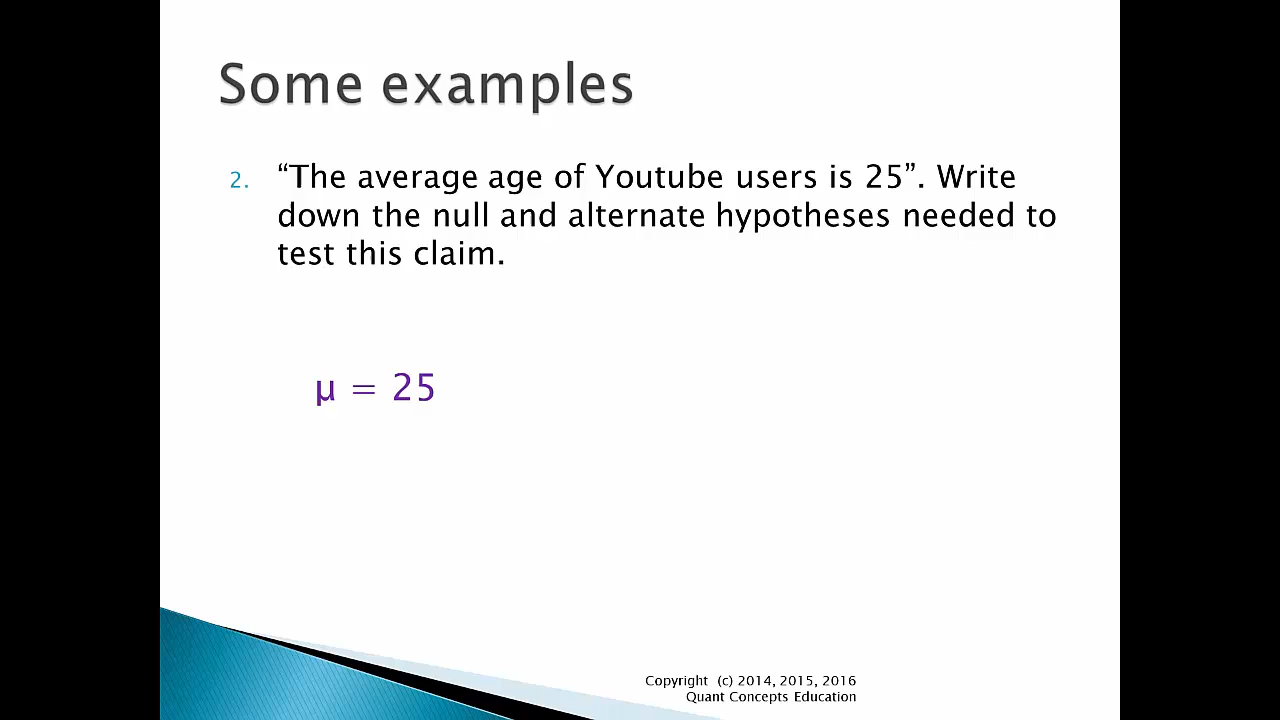 Some examples
2. “The average age of Youtube users is 25”. Write
down the null and alternate hypotheses needed to
test this claim.
µ = 25
Copyright (c) 2014, 2015, 2016
Quant Concepts Education